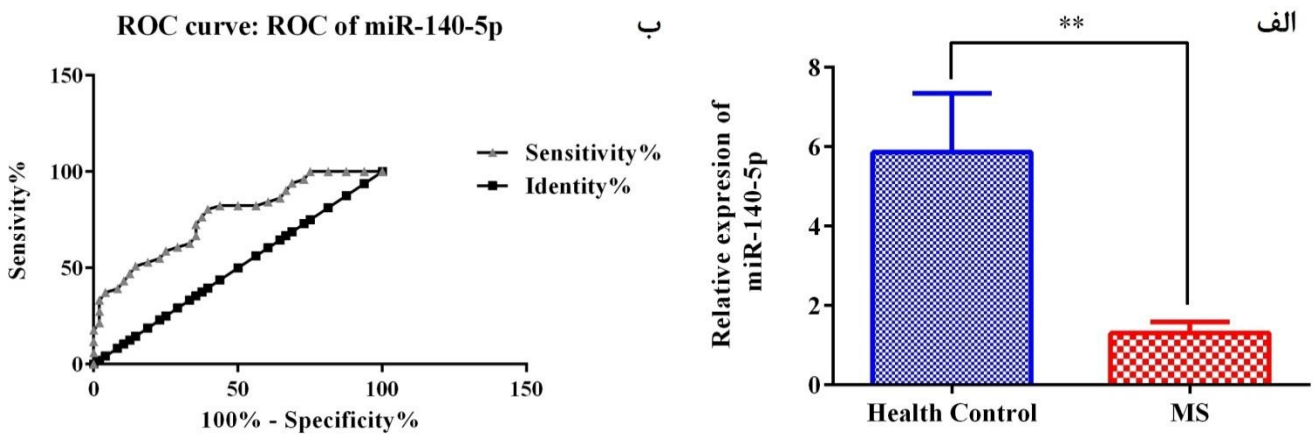 ROC curve: ROC of miR-140-5p
ب
150
100
50
0
Sensivity%
0
50
100
150
100% - Specificity%
Sensitivity%
Identity%
الف
**
8
6
4
2
0
Relative expresion of
miR-140-5p
Health Control
MS